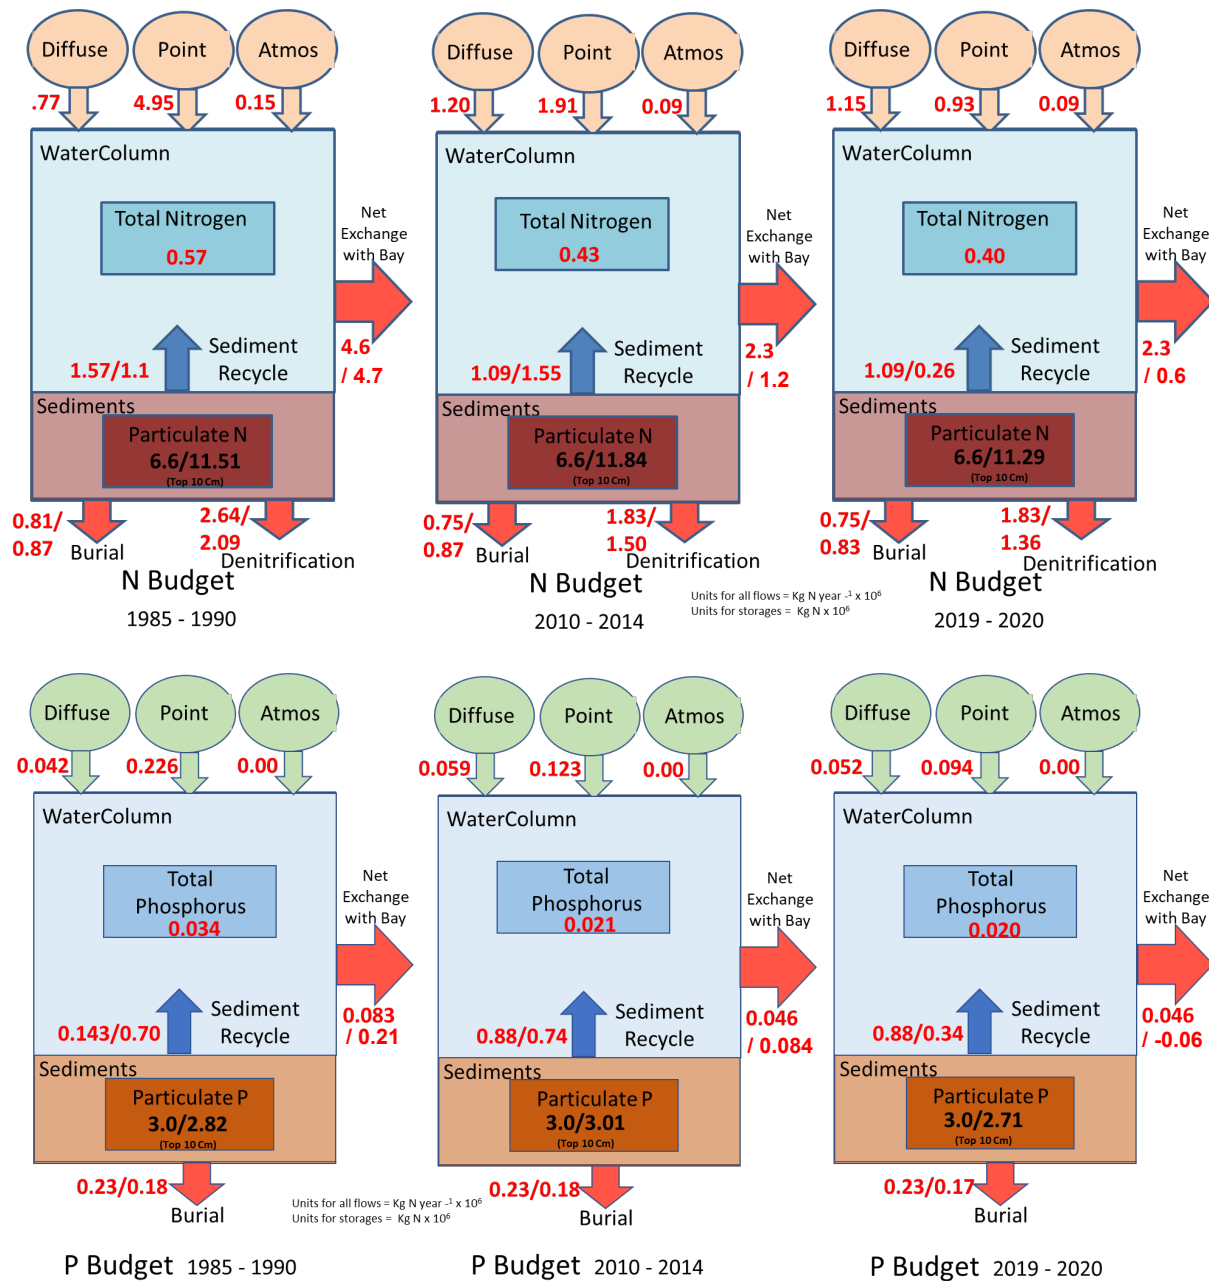 Diffuse Point Atmos
.77 4.95 0.15
WaterColumn
Total Nitrogen
0.57
Net
Exchange
with Bay
Sediment
Recycle
1.57/1.1
4.6
/ 4.7
Sediments
Particulate N
6.6/11.51
(Top 10 Cm)
0.81/
0.87
Burial
2.64/
2.09
Denitrification
N Budget
1985 - 1990
Diffuse Point Atmos
1.20 1.91 0.09
WaterColumn
Total Nitrogen
0.43
Net
Exchange
with Bay
Sediment
Recycle
1.09/1.55
2.3
/ 1.2
Sediments
Particulate N
6.6/11.84
(Top 10 Cm)
0.75/
0.87
Burial
1.83/
1.50
Denitrification
N Budget
2010 - 2014
Units for all flows = Kg N year -¹ x 10⁶
Units for storages = Kg N x 10⁶
Diffuse Point Atmos
1.15 0.93 0.09
WaterColumn
Total Nitrogen
0.40
Net
Exchange
with Bay
Sediment
Recycle
1.09/0.26
2.3
/ 0.6
Sediments
Particulate N
6.6/11.29
(Top 10 Cm)
0.75/
0.83
Burial
1.83/
1.36
Denitrification
N Budget
2019 - 2020
Diffuse Point Atmos
0.042 0.226 0.00
WaterColumn
Total
Phosphorus
0.034
Net
Exchange
with Bay
Sediment
Recycle
0.143/0.70
0.083
/ 0.21
Sediments
Particulate P
3.0/2.82
(Top 10 Cm)
0.23/0.18
Burial
P Budget 1985 - 1990
Units for all flows = Kg N year -¹ x 10⁶
Units for storages = Kg N x 10⁶
Diffuse Point Atmos
0.059 0.123 0.00
WaterColumn
Total
Phosphorus
0.021
Net
Exchange
with Bay
Sediment
Recycle
0.88/0.74
0.046
/ 0.084
Sediments
Particulate P
3.0/3.01
(Top 10 Cm)
0.23/0.18
Burial
P Budget 2010 - 2014
Diffuse Point Atmos
0.052 0.094 0.00
WaterColumn
Total
Phosphorus
0.020
Net
Exchange
with Bay
Sediment
Recycle
0.88/0.34
0.046
/ -0.06
Sediments
Particulate P
3.0/2.71
(Top 10 Cm)
0.23/0.17
Burial
P Budget 2019 - 2020